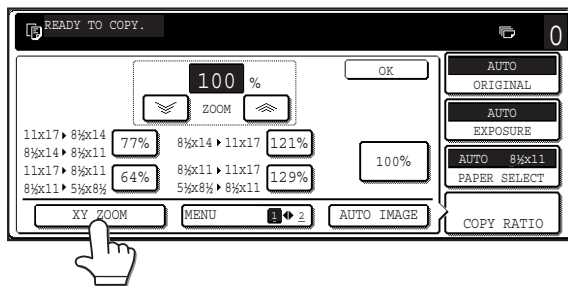 READY TO COPY.
0
100 %
ZOOM
OK
11x17 ▸ 8½x14
8½x14 ▸ 8½x11
77%
8½x14 ▸ 11x17
121%
11x17 ▸ 8½x11
8½x11 ▸ 5½x8½
64%
8½x11 ▸ 11x17
5½x8½ ▸ 8½x11
129%
100%
XY ZOOM
MENU 1 ◆ 2
AUTO IMAGE
AUTO
ORIGINAL
AUTO
EXPOSURE
AUTO 8½x11
PAPER SELECT
COPY RATIO